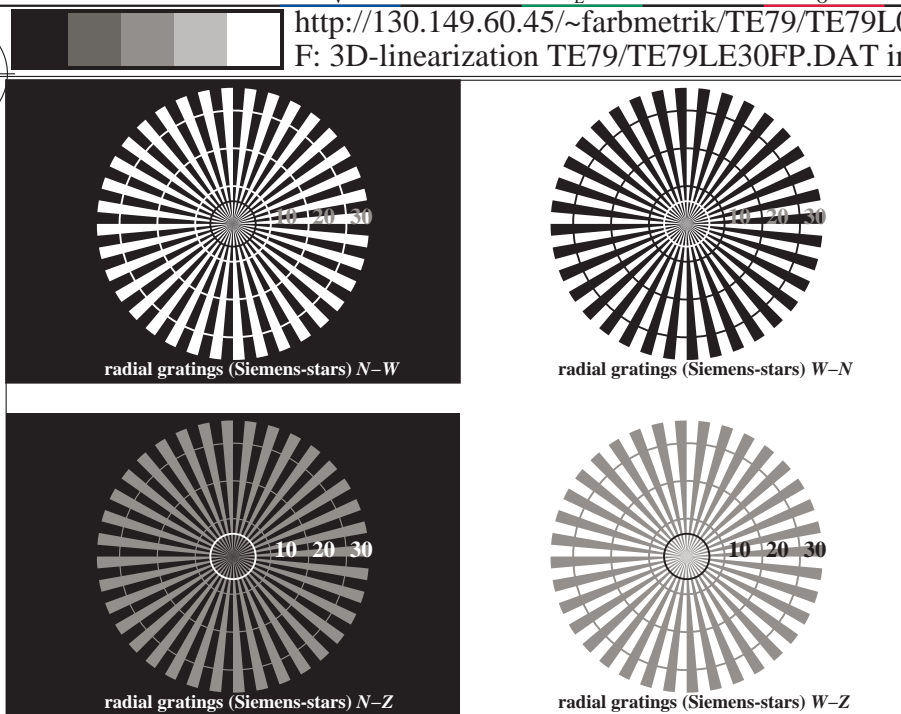 http://130.149.60.45/~farbmetrik/TE79/TE79L0
F: 3D-linearization TE79/TE79LE30FP.DAT in
10 20 30
10 20 30
radial gratings (Siemens-stars) N–W
radial gratings (Siemens-stars) W–N
10 20 30
10 20 30
radial gratings (Siemens-stars) N–Z
radial gratings (Siemens-stars) W–Z